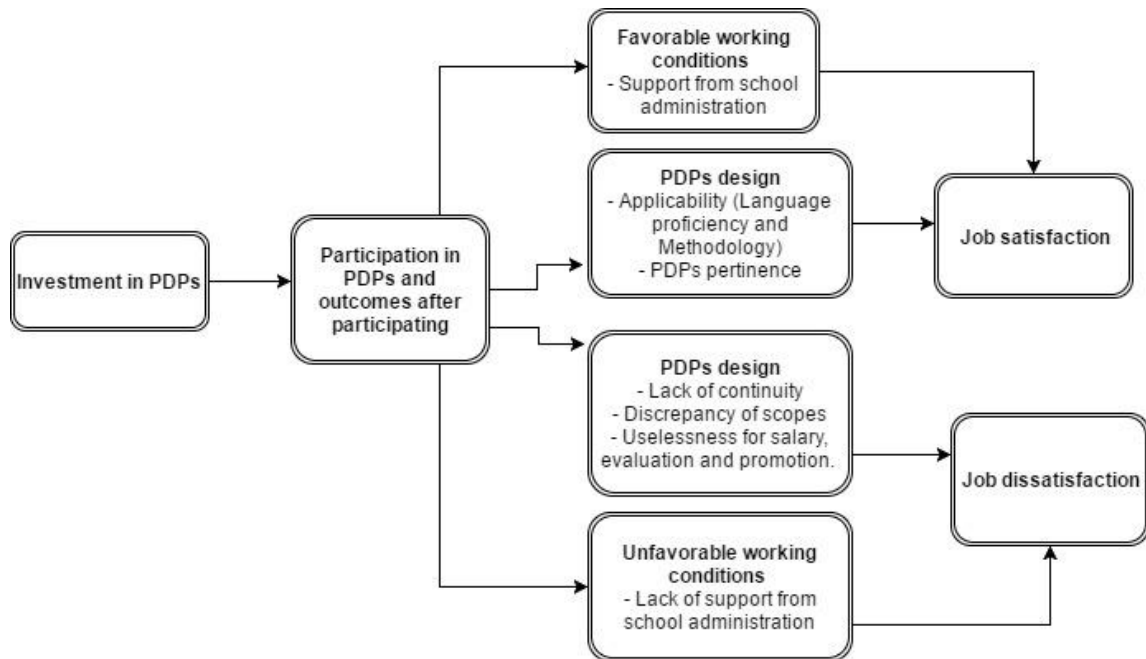 Investment in PDPs
Participation in
PDPs and
outcomes after
participating
Favorable working
conditions
- Support from school
administration
PDPs design
- Applicability (Language
proficiency and
Methodology)
- PDPs pertinence
PDPs design
- Lack of continuity
- Discrepancy of scopes
- Uselessness for salary,
evaluation and promotion.
Unfavorable working
conditions
- Lack of support from
school administration
Job satisfaction
Job dissatisfaction